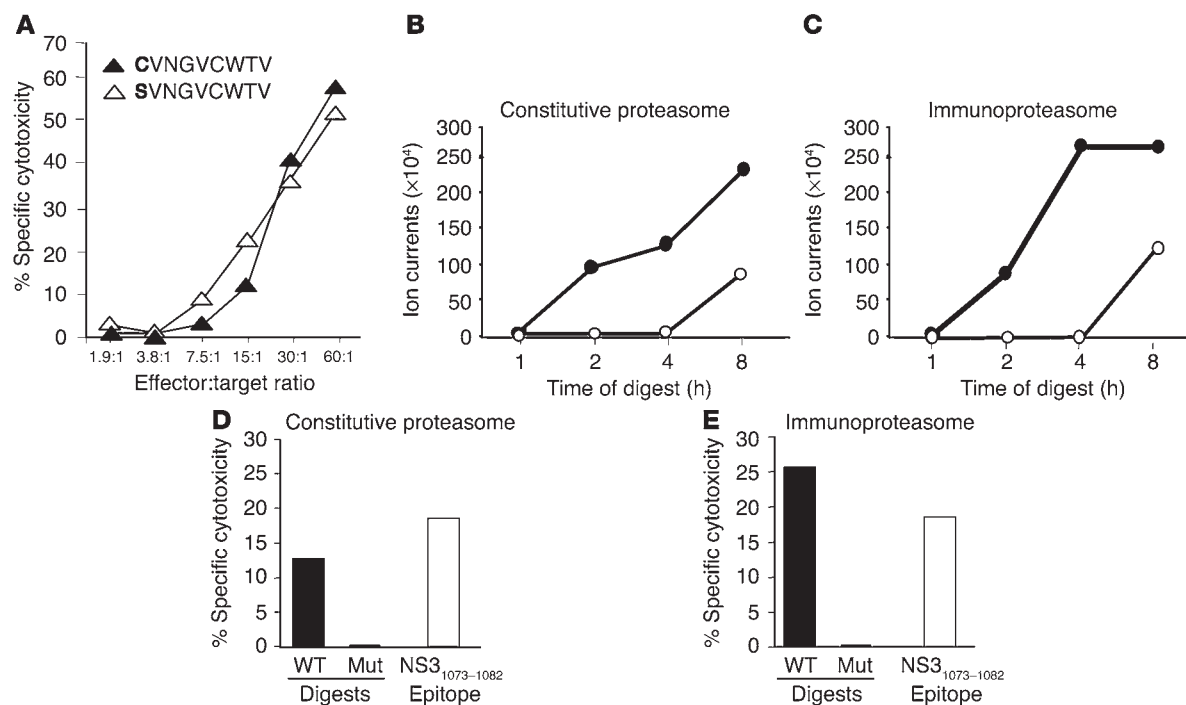 A
70
60
50
40
30
20
10
0
% Specific cytotoxicity
CVNGVCWTV
SVNGVCWTV
1.9:1 3.8:1 7.5:1 15:1 30:1 60:1
Effector:target ratio
B
Constitutive proteasome
300
250
200
150
100
50
0
Ion currents (×10⁴)
1 2 4 8
Time of digest (h)
C
Immunoproteasome
300
250
200
150
100
50
0
Ion currents (×10⁴)
1 2 4 8
Time of digest (h)
D
Constitutive proteasome
30
25
20
15
10
5
0
% Specific cytotoxicity
WT Mut NS3₁₀₇₃₋₁₀₈₂
Digests Epitope
E
Immunoproteasome
30
25
20
15
10
5
0
% Specific cytotoxicity
WT Mut NS3₁₀₇₃₋₁₀₈₂
Digests Epitope